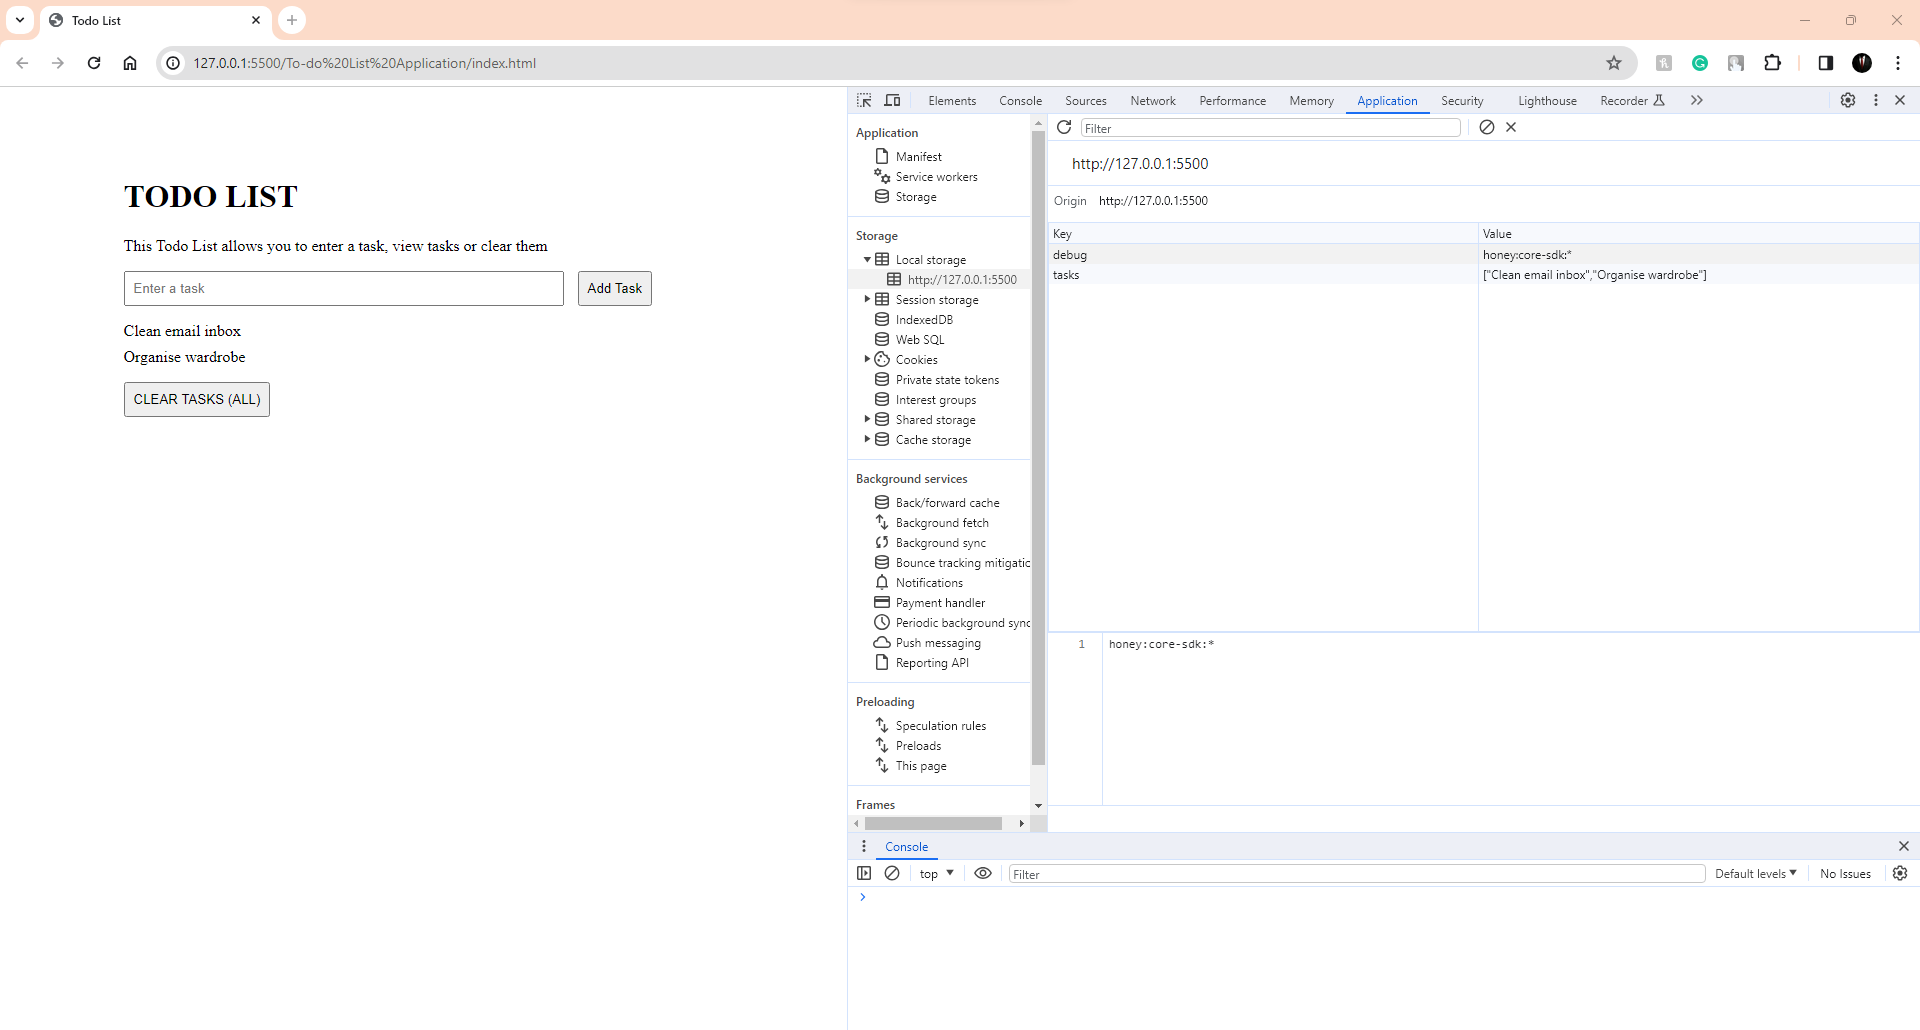 Todo List
127.0.0.1:5500/To-do%20List%20Application/index.html
TODO LIST
This Todo List allows you to enter a task, view tasks or clear them
Enter a task
Add Task
Clean email inbox
Organise wardrobe
CLEAR TASKS (ALL)
Elements Console Sources Network Performance Memory Application Security Lighthouse Recorder
Application
Manifest
Service workers
Storage
Storage
Local storage
http://127.0.0.1:5500
Session storage
IndexedDB
Web SQL
Cookies
Private state tokens
Interest groups
Shared storage
Cache storage
Background services
Back/forward cache
Background fetch
Background sync
Bounce tracking mitigatic
Notifications
Payment handler
Periodic background sync
Push messaging
Reporting API
Preloading
Speculation rules
Preloads
This page
Frames
Filter
http://127.0.0.1:5500
Origin http://127.0.0.1:5500
Key Value
debug honey:core-sdk:*
tasks ["Clean email inbox","Organise wardrobe"]
1 honey:core-sdk:*
Console
top Filter Default levels No Issues